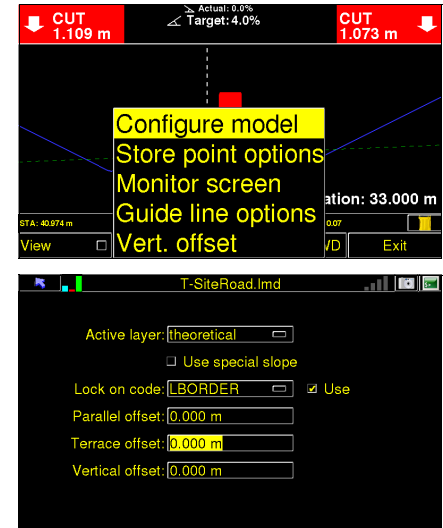 CUT
1.109 m
Actual: 0.0%
Target: 4.0%
CUT
1.073 m
Configure model
Store point options
Monitor screen
Guide line options
Vert. offset
ation: 33.000 m
STA: 40.974 m
0.07
View
WD
Exit
T-SiteRoad.lmd
Active layer: theoretical
Use special slope
Lock on code: LBORDER
Use
Parallel offset: 0.000 m
Terrace offset: 0.000 m
Vertical offset: 0.000 m